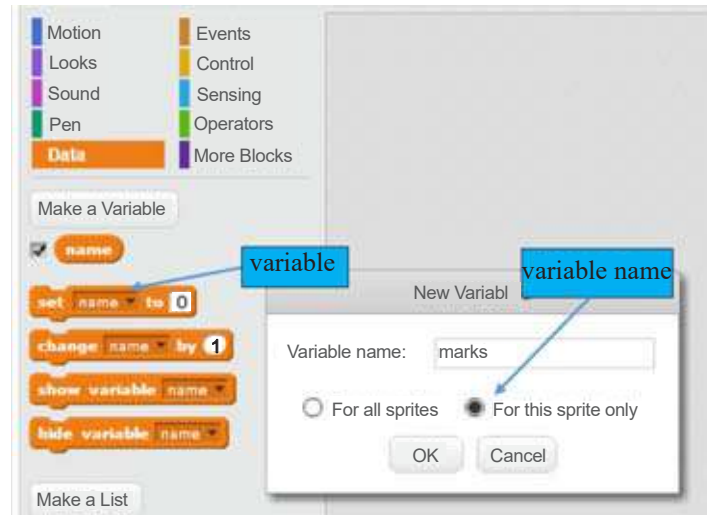 Motion
Events
Looks
Control
Sound
Sensing
Pen
Operators
Data
More Blocks
Make a Variable
name
variable
variable name
set name to 0
New Variabl
change name by 1
Variable name: marks
show variable name
For all sprites For this sprite only
hide variable name
OK Cancel
Make a List